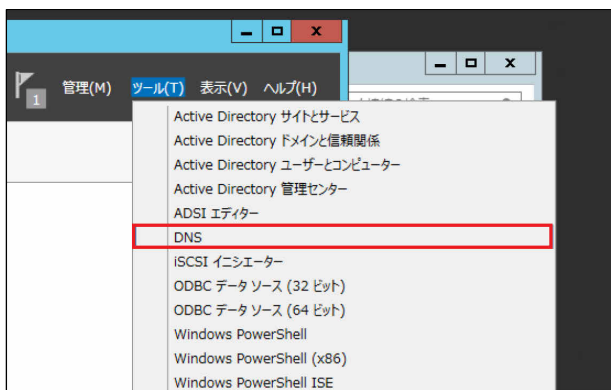 1
管理(M) ツール(T) 表示(V) ヘルプ(H)
Active Directory サイトとサービス
Active Directory ドメインと信頼関係
Active Directory ユーザーとコンピューター
Active Directory 管理センター
ADSI エディター
DNS
iSCSI イニシエーター
ODBC データ ソース (32 ビット)
ODBC データ ソース (64 ビット)
Windows PowerShell
Windows PowerShell (x86)
Windows PowerShell ISE